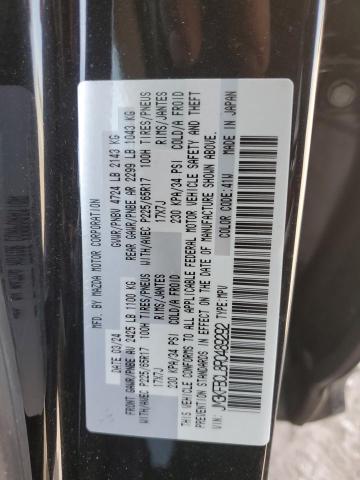 MFD. BY MAZDA MOTOR CORPORATION
DATE: 03/24 GVWR/PNBV 4724 LB 2143 KG
FRONT GAWR/PNBE AV 2425 LB 1100 KG REAR GAWR/PNBE AR 2299 LB 1043 KG
WITH/AVEC P225/65R17 100H TIRES/PNEUS WITH/AVEC P225/65R17 100H TIRES/PNEUS
17X7J RIMS/JANTES 17X7J RIMS/JANTES
230 KPA/34 PSI COLD/A FROID 230 KPA/34 PSI COLD/A FROID
THIS VEHICLE CONFORMS TO ALL APPLICABLE FEDERAL MOTOR VEHICLE SAFETY AND THEFT
PREVENTION STANDARDS IN EFFECT ON THE DATE OF MANUFACTURE SHOWN ABOVE.
VIN: TYPE: MPV COLOR CODE: 41W MADE IN JAPAN